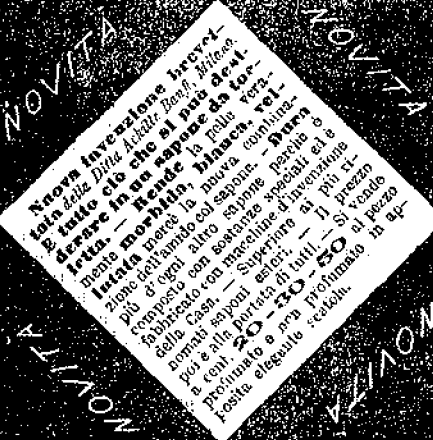 NOVITÀ
NOVITA
Nuova invenzione brevet-
tata della Ditta Achille Banfi, Milano.
E tutto ciò che si può desi-
derare in un sapone da toe-
letta. — Rende la pelle vera-
mente morbida, bianca, vel-
lutata mercè la nuova combina-
zione dell'amido col sapone. — Dura
più d'ogni altro sapone perchè è
composto con sostanze speciali ed è
fabbricato con macchine d'invenzione
della Casa. — Superiore ai più ri-
nomati saponi esteri. — Il prezzo
poi è alla portata di tutti. — Si vende
a cent. 20-30-50 al pezzo
profumato e non profumato in ap-
posita elegante scatola.
NOVITA
NOVITA